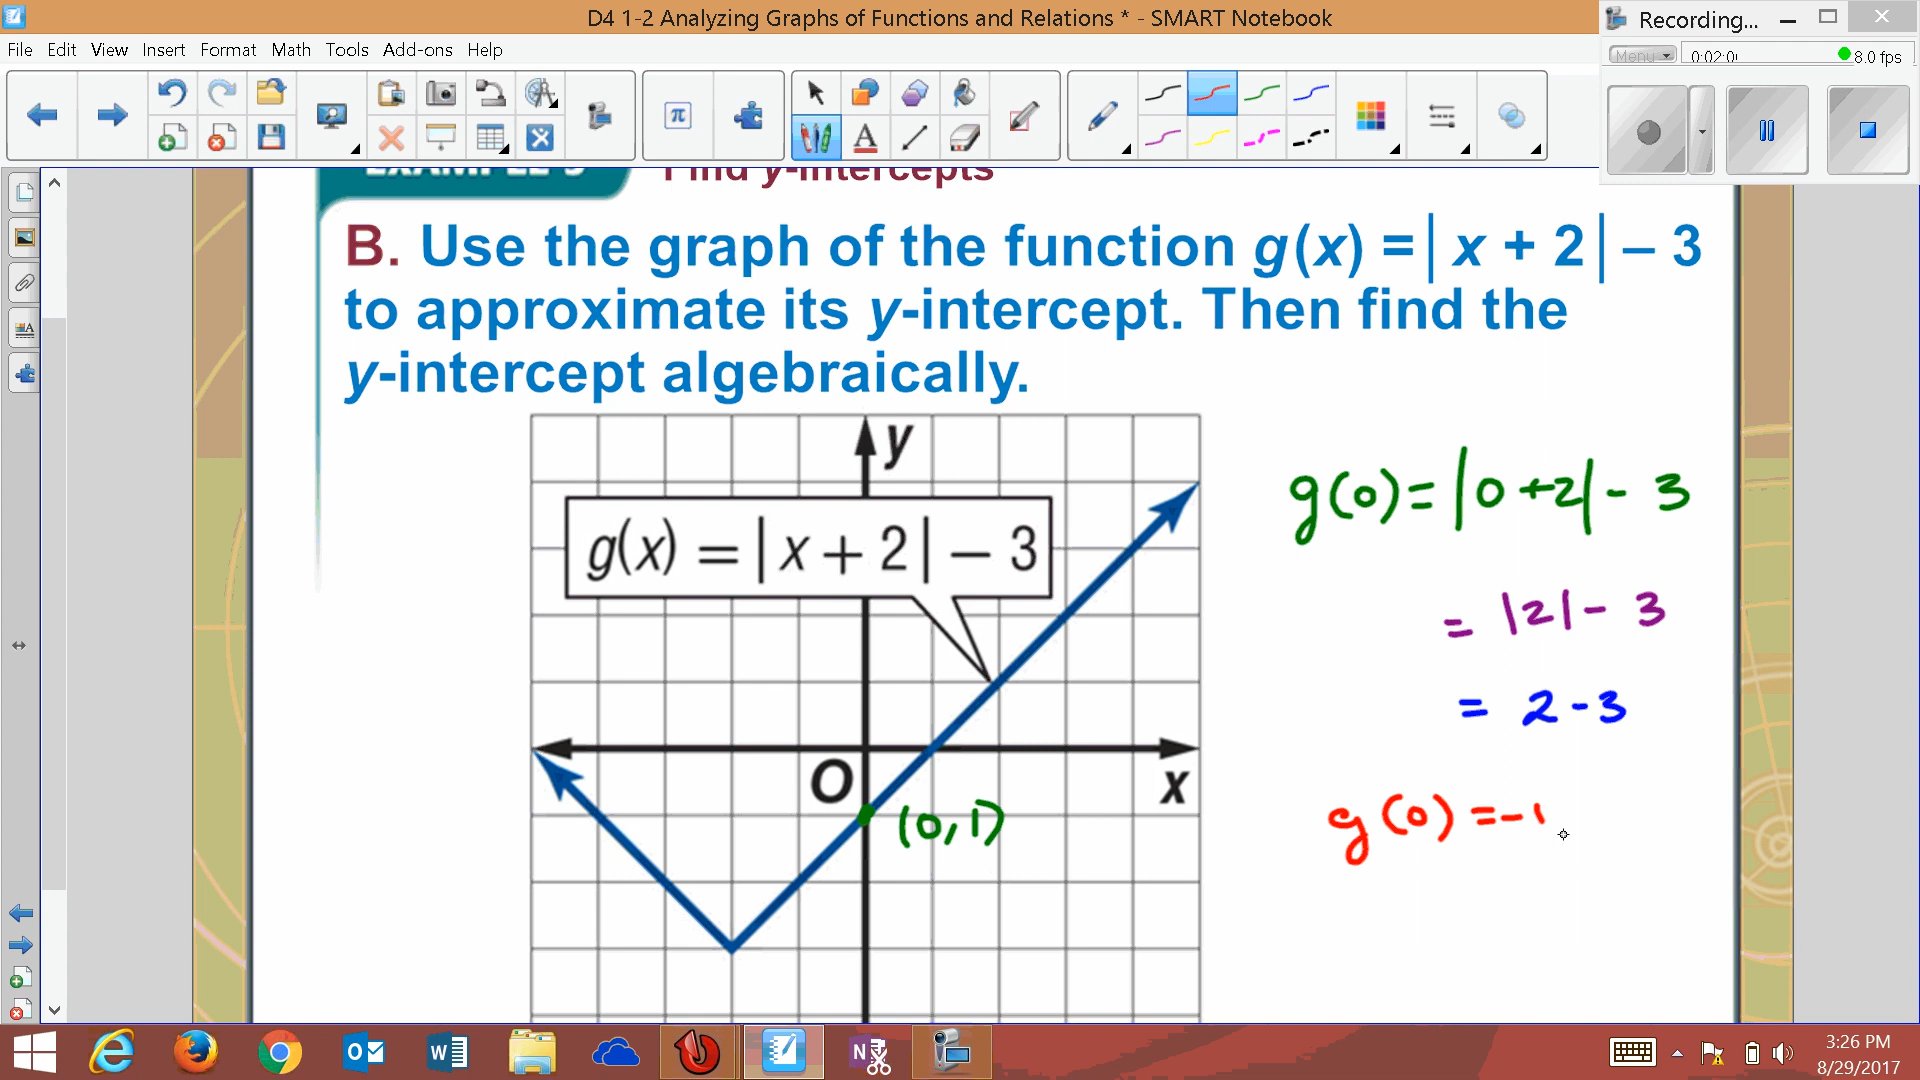 D4 1-2 Analyzing Graphs of Functions and Relations * - SMART Notebook
Recording...
File Edit View Insert Format Math Tools Add-ons Help
Menu
8.0 fps
Find y-intercepts
B. Use the graph of the function g(x) = | x + 2 | – 3
to approximate its y-intercept. Then find the
y-intercept algebraically.
y
g(x) = | x + 2 | – 3
g(0) = |0 +2| - 3
= |2| - 3
= 2 - 3
O
x
(0,1)
g(0) = -1
3:26 PM
8/29/2017